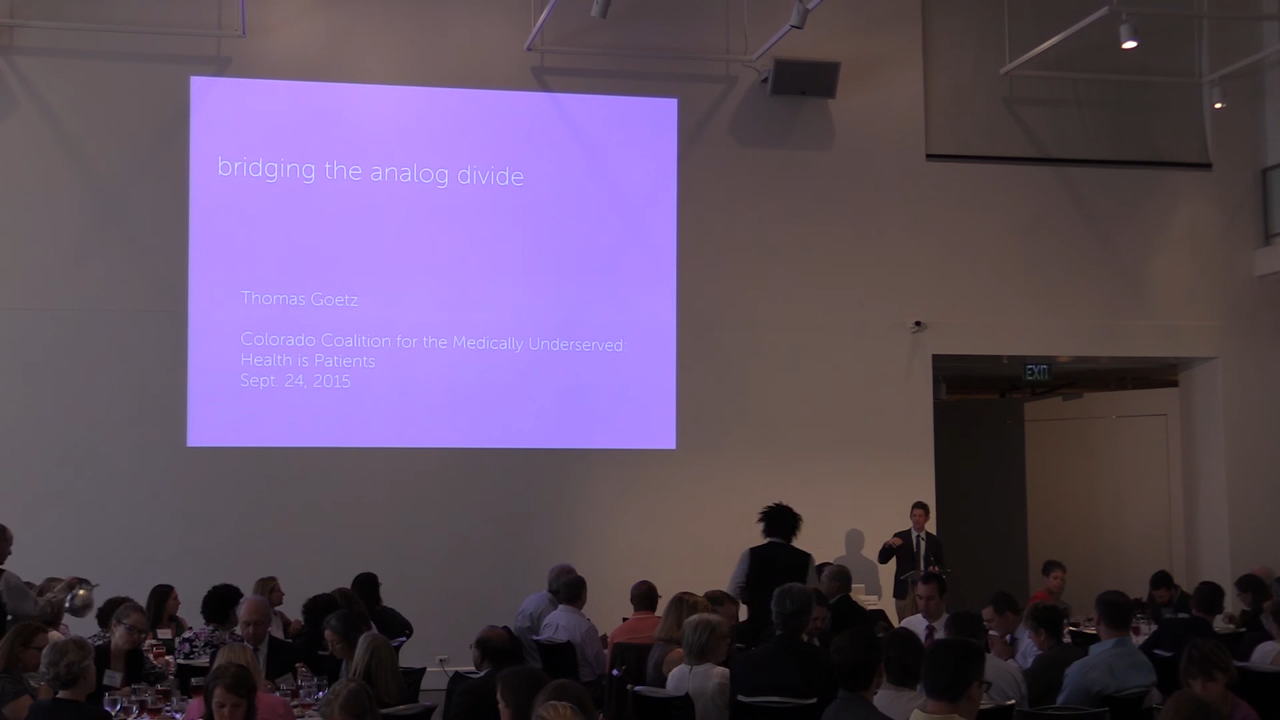 bridging the analog divide
Thomas Goetz
Colorado Coalition for the Medically Underserved:
Health is Patients
Sept. 24, 2015
EXIT